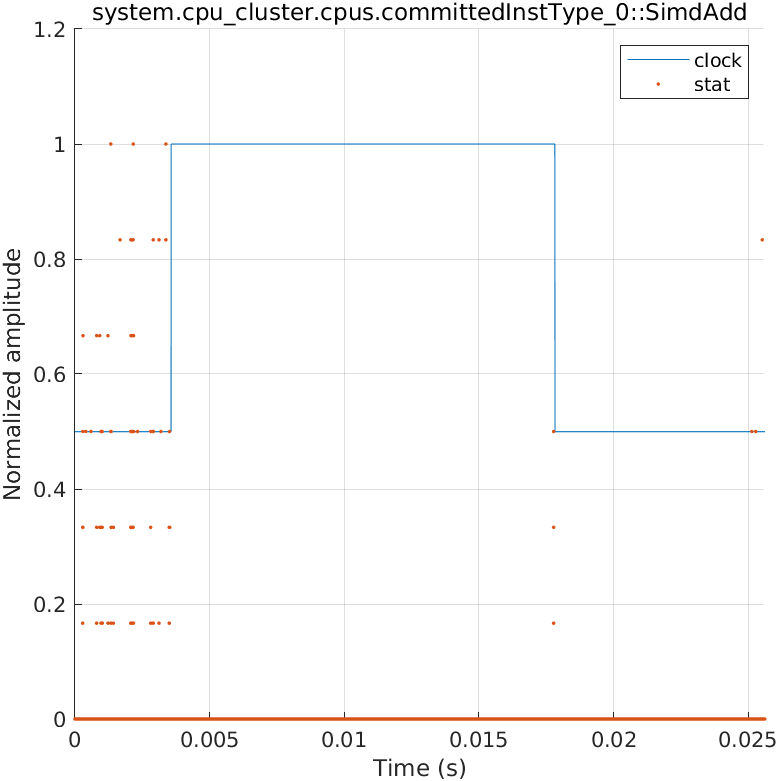 system.cpu_cluster.cpus.committedInstType_0::SimdAdd
clock
stat
Normalized amplitude
1.2
1
0.8
0.6
0.4
0.2
0
0 0.005 0.01 0.015 0.02 0.025
Time (s)